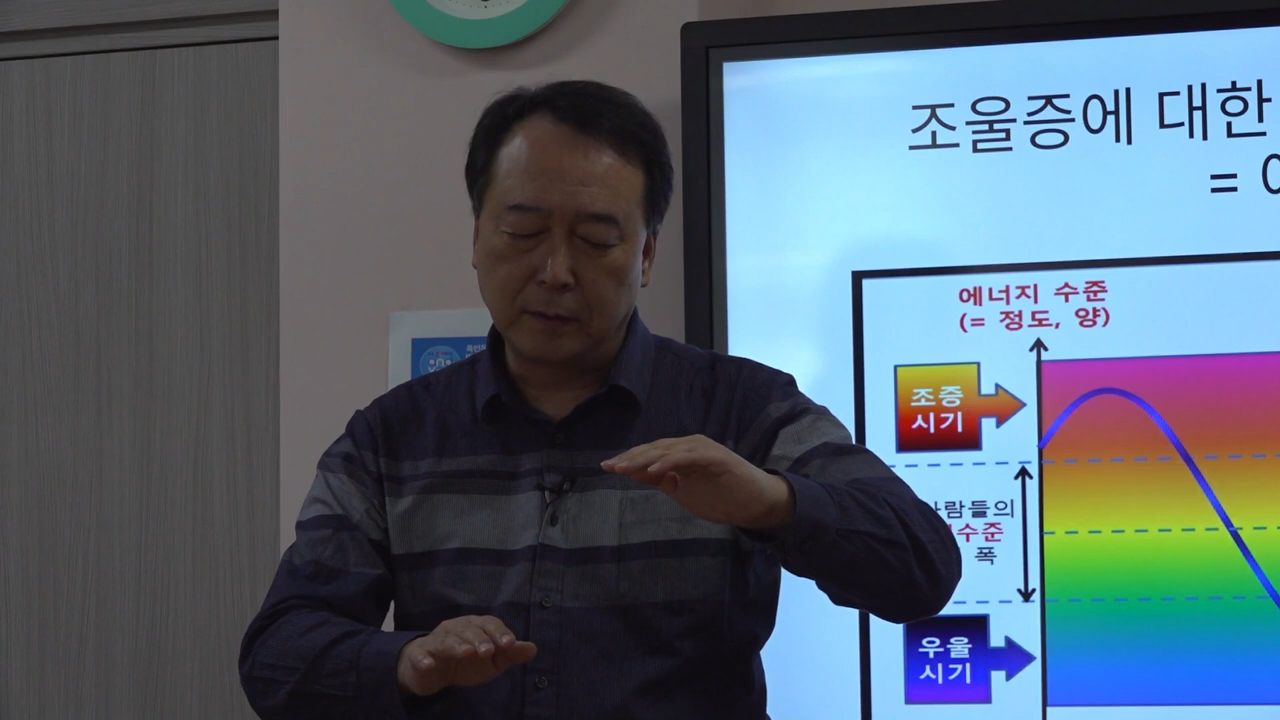 조울증에 대한
=
에너지 수준
(= 정도, 양)
조증
시기
사람들의
수준
폭
우울
시기